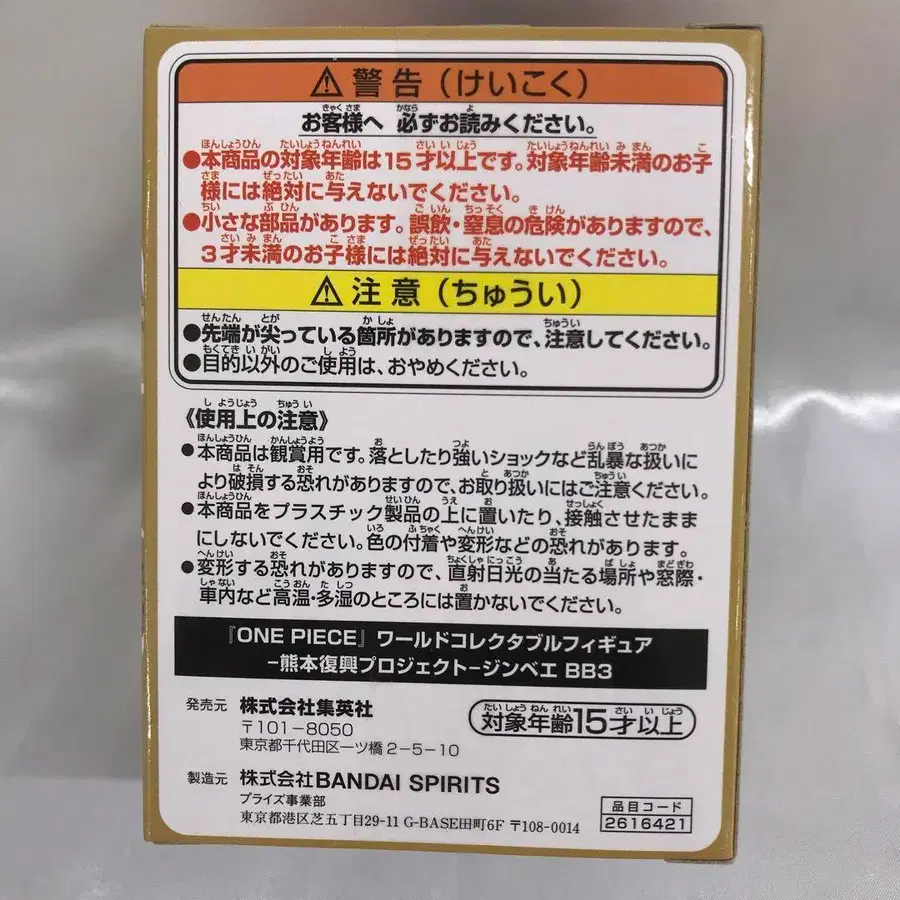 ⚠警告（けいこく）
お客様へ 必ずお読みください。
●本商品の対象年齢は15才以上です。対象年齢未満のお子
様には絶対に与えないでください。
●小さな部品があります。誤飲・窒息の危険がありますので、
3才未満のお子様には絶対に与えないでください。
⚠注意（ちゅうい）
●先端が尖っている箇所がありますので、注意してください。
●目的以外のご使用は、おやめください。
《使用上の注意》
●本商品は観賞用です。落としたり強いショックなど乱暴な扱いに
より破損する恐れがありますので、お取り扱いにはご注意ください。
●本商品をプラスチック製品の上に置いたり、接触させたまま
にしないでください。色の付着や変形などの恐れがあります。
●変形する恐れがありますので、直射日光の当たる場所や窓際・
車内など高温・多湿のところには置かないでください。
『ONE PIECE』ワールドコレクタブルフィギュア
-熊本復興プロジェクト-ジンベエ BB3
発売元 株式会社集英社
〒101-8050
東京都千代田区一ツ橋2-5-10
対象年齢15才以上
製造元 株式会社BANDAI SPIRITS
プライズ事業部
東京都港区芝五丁目29-11 G-BASE田町6F 〒108-0014
品目コード
2616421